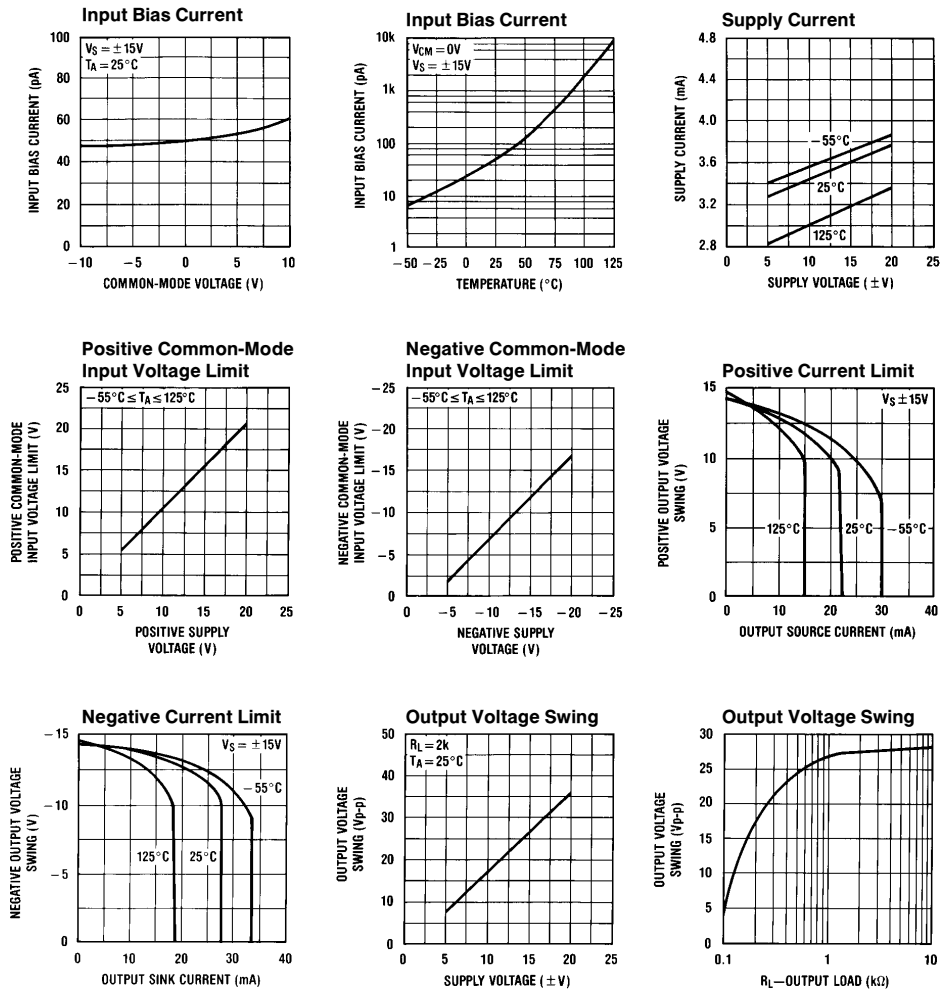 Input Bias Current
100
80
60
40
20
0
−10
−5
0
5
10
VS = ±15V
TA = 25°C
INPUT BIAS CURRENT (pA)
COMMON-MODE VOLTAGE (V)
Input Bias Current
10k
1k
100
10
1
−50
−25
0
25
50
75
100
125
VCM = 0V
VS = ±15V
INPUT BIAS CURRENT (pA)
TEMPERATURE (°C)
Supply Current
4.8
4.4
4.0
3.6
3.2
2.8
0
5
10
15
20
25
−55°C
25°C
125°C
SUPPLY CURRENT (mA)
SUPPLY VOLTAGE (±V)
Positive Common-Mode
Input Voltage Limit
25
20
15
10
5
0
0
5
10
15
20
25
−55°C ≤ TA ≤ 125°C
POSITIVE COMMON-MODE
INPUT VOLTAGE LIMIT (V)
POSITIVE SUPPLY
VOLTAGE (V)
Negative Common-Mode
Input Voltage Limit
−25
−20
−15
−10
−5
0
0
−5
−10
−15
−20
−25
−55°C ≤ TA ≤ 125°C
NEGATIVE COMMON-MODE
INPUT VOLTAGE LIMIT (V)
NEGATIVE SUPPLY
VOLTAGE (V)
Positive Current Limit
15
10
5
0
0
10
20
30
40
VS ±15V
125°C
25°C
−55°C
POSITIVE OUTPUT VOLTAGE
SWING (V)
OUTPUT SOURCE CURRENT (mA)
Negative Current Limit
−15
−10
−5
0
0
10
20
30
40
VS = ±15V
−55°C
125°C
25°C
NEGATIVE OUTPUT VOLTAGE
SWING (V)
OUTPUT SINK CURRENT (mA)
Output Voltage Swing
50
40
30
20
10
0
0
5
10
15
20
25
RL = 2k
TA = 25°C
OUTPUT VOLTAGE
SWING (Vp-p)
SUPPLY VOLTAGE (±V)
Output Voltage Swing
30
28
25
20
15
10
5
0
0.1
1
10
OUTPUT VOLTAGE
SWING (Vp-p)
RL—OUTPUT LOAD (kΩ)